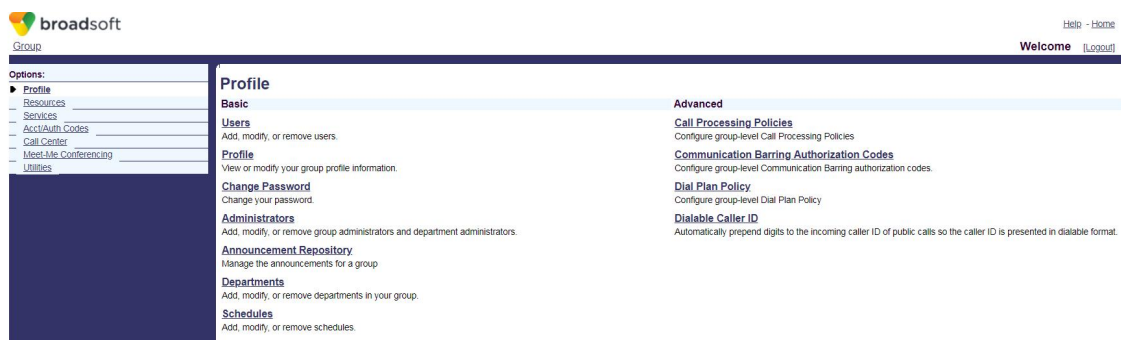 broadsoft
Help - Home
Group
Welcome [Logout]
Options:
Profile
Resources
Services
Acct/Auth Codes
Call Center
Meet-Me Conferencing
Utilities
Profile
Basic
Users
Add, modify, or remove users.
Profile
View or modify your group profile information.
Change Password
Change your password.
Administrators
Add, modify, or remove group administrators and department administrators.
Announcement Repository
Manage the announcements for a group
Departments
Add, modify, or remove departments in your group.
Schedules
Add, modify, or remove schedules.
Advanced
Call Processing Policies
Configure group-level Call Processing Policies
Communication Barring Authorization Codes
Configure group-level Communication Barring authorization codes.
Dial Plan Policy
Configure group-level Dial Plan Policy
Dialable Caller ID
Automatically prepend digits to the incoming caller ID of public calls so the caller ID is presented in dialable format.